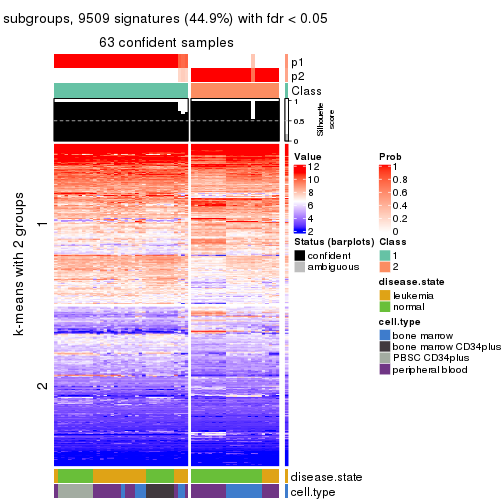 subgroups, 9509 signatures (44.9%) with fdr < 0.05
63 confident samples
p1
p2
Class
1
0.5
0
Silhouette
score
k-means with 2 groups
1
2
Value
12
10
8
6
4
2
Prob
1
0.8
0.6
0.4
0.2
0
Status (barplots)
confident
ambiguous
Class
1
2
disease.state
leukemia
normal
cell.type
bone marrow
bone marrow CD34plus
PBSC CD34plus
peripheral blood
disease.state
cell.type